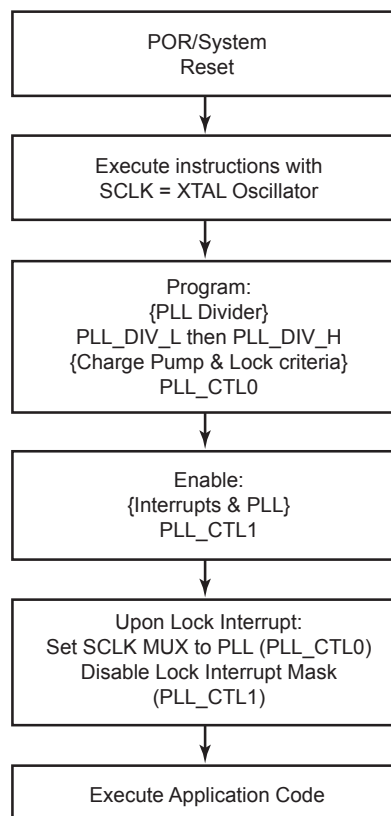 POR/System
Reset
Execute instructions with
SCLK = XTAL Oscillator
Program:
{PLL Divider}
PLL_DIV_L then PLL_DIV_H
{Charge Pump & Lock criteria}
PLL_CTL0
Enable:
{Interrupts & PLL}
PLL_CTL1
Upon Lock Interrupt:
Set SCLK MUX to PLL (PLL_CTL0)
Disable Lock Interrupt Mask
(PLL_CTL1)
Execute Application Code